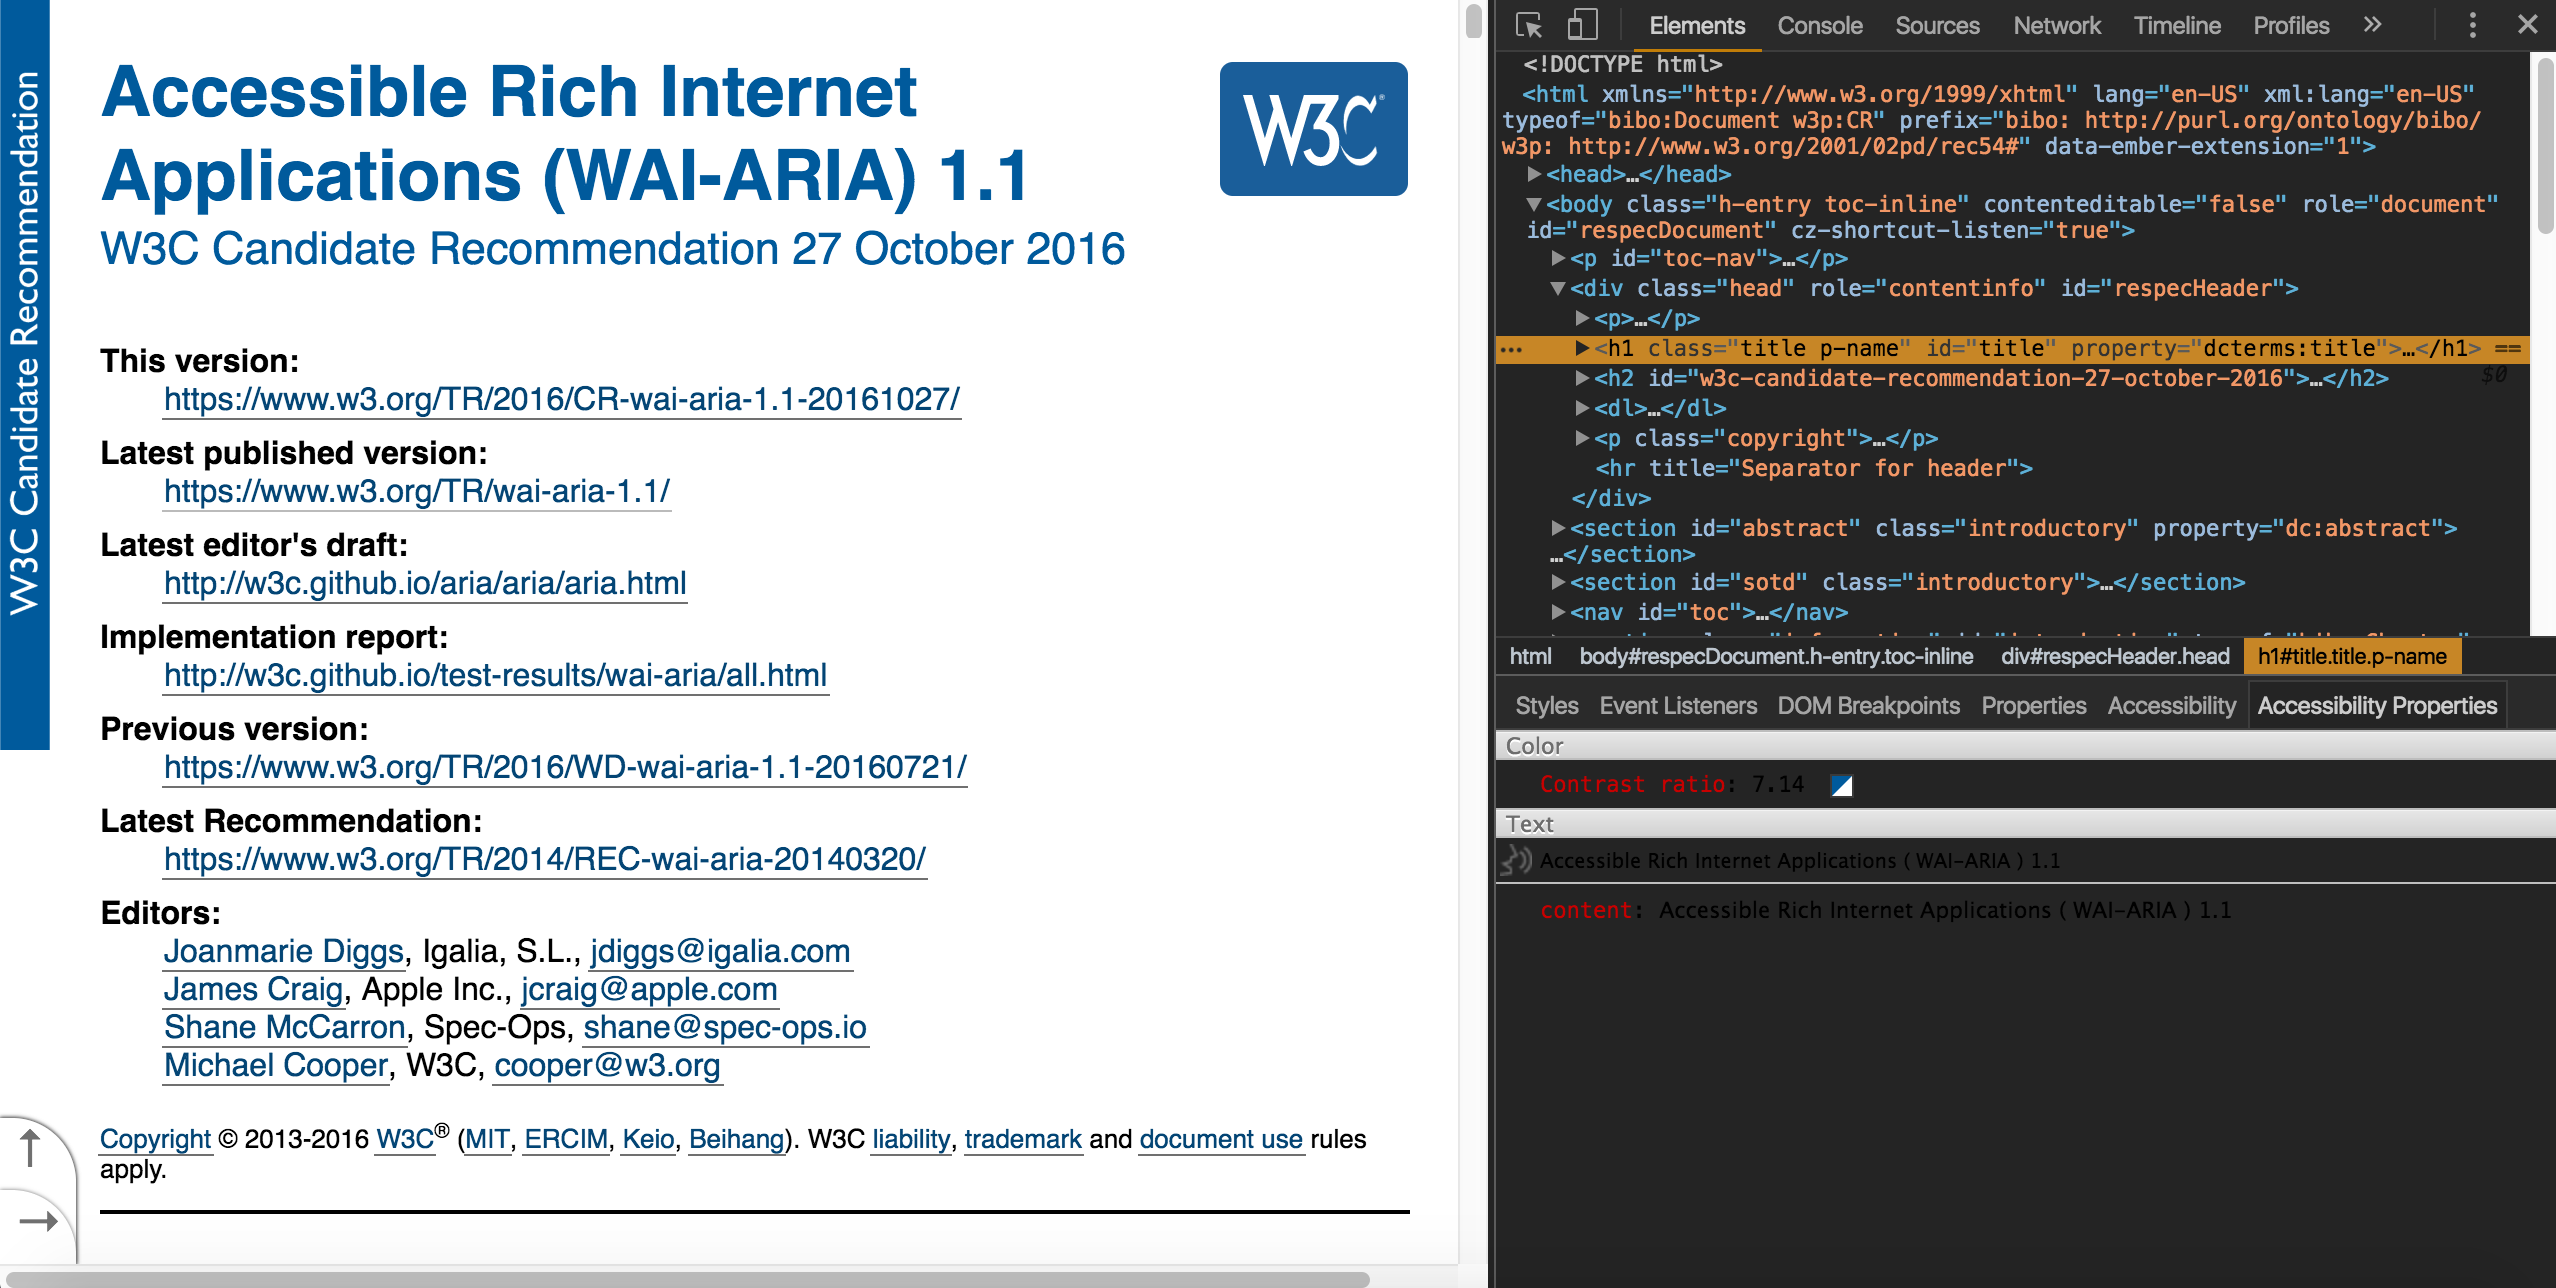 W3C Candidate Recommendation
Accessible Rich Internet
Applications (WAI-ARIA) 1.1
W3C®
W3C Candidate Recommendation 27 October 2016
This version:
https://www.w3.org/TR/2016/CR-wai-aria-1.1-20161027/
Latest published version:
https://www.w3.org/TR/wai-aria-1.1/
Latest editor's draft:
http://w3c.github.io/aria/aria/aria.html
Implementation report:
http://w3c.github.io/test-results/wai-aria/all.html
Previous version:
https://www.w3.org/TR/2016/WD-wai-aria-1.1-20160721/
Latest Recommendation:
https://www.w3.org/TR/2014/REC-wai-aria-20140320/
Editors:
Joanmarie Diggs, Igalia, S.L., jdiggs@igalia.com
James Craig, Apple Inc., jcraig@apple.com
Shane McCarron, Spec-Ops, shane@spec-ops.io
Michael Cooper, W3C, cooper@w3.org
Copyright © 2013-2016 W3C® (MIT, ERCIM, Keio, Beihang). W3C liability, trademark and document use rules
apply.
Elements Console Sources Network Timeline Profiles »
<!DOCTYPE html>
<html xmlns="http://www.w3.org/1999/xhtml" lang="en-US" xml:lang="en-US"
typeof="bibo:Document w3p:CR" prefix="bibo: http://purl.org/ontology/bibo/
w3p: http://www.w3.org/2001/02pd/rec54#" data-ember-extension="1">
<head>…</head>
<body class="h-entry toc-inline" contenteditable="false" role="document"
id="respecDocument" cz-shortcut-listen="true">
<p id="toc-nav">…</p>
<div class="head" role="contentinfo" id="respecHeader">
<p>…</p>
<h1 class="title p-name" id="title" property="dcterms:title">…</h1> ==
$0
<h2 id="w3c-candidate-recommendation-27-october-2016">…</h2>
<dl>…</dl>
<p class="copyright">…</p>
<hr title="Separator for header">
</div>
<section id="abstract" class="introductory" property="dc:abstract">
…</section>
<section id="sotd" class="introductory">…</section>
<nav id="toc">…</nav>
html body#respecDocument.h-entry.toc-inline div#respecHeader.head h1#title.title.p-name
Styles Event Listeners DOM Breakpoints Properties Accessibility Accessibility Properties
Color
Contrast ratio: 7.14
Text
Accessible Rich Internet Applications ( WAI-ARIA ) 1.1
content: Accessible Rich Internet Applications ( WAI-ARIA ) 1.1